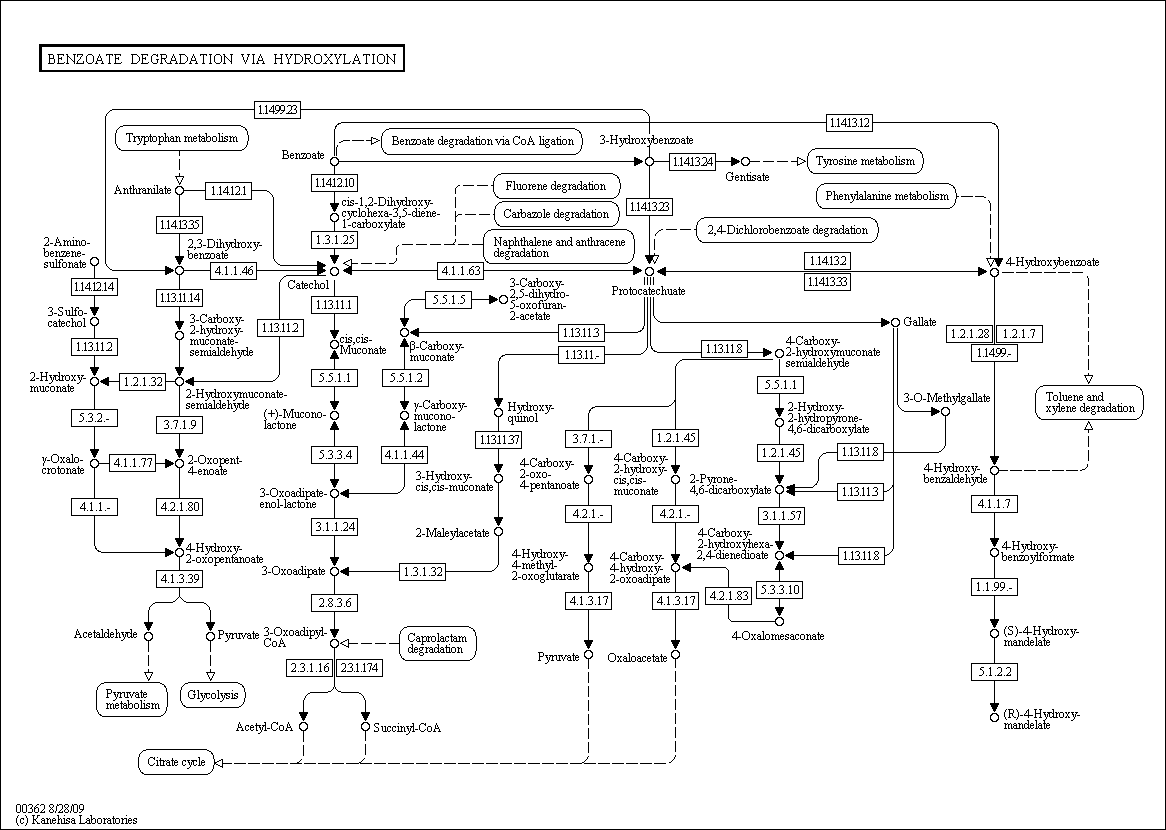 BENZOATE DEGRADATION VIA HYDROXYLATION
1.14.99.23
1.14.13.12
Tryptophan metabolism
Benzoate degradation via CoA ligation
3-Hydroxybenzoate
Benzoate
1.14.13.24
Tyrosine metabolism
Gentisate
Anthranilate
1.14.12.1
1.14.12.10
Fluorene degradation
Phenylalanine metabolism
cis-1,2-Dihydroxy-
cyclohexa-3,5-diene-
1-carboxylate
1.14.13.23
Carbazole degradation
1.14.13.35
2,4-Dichlorobenzoate degradation
2-Amino-
benzene-
sulfonate
2,3-Dihydroxy-
benzoate
1.3.1.25
Naphthalene and anthracene
degradation
1.14.13.2
4-Hydroxybenzoate
4.1.1.46
Catechol
4.1.1.63
Protocatechuate
1.14.13.33
1.14.12.14
1.13.11.14
1.13.11.1
3-Carboxy-
2,5-dihydro-
5-oxofuran-
2-acetate
5.5.1.5
3-Sulfo-
catechol
3-Carboxy-
2-hydroxy-
muconate-
semialdehyde
1.13.11.2
1.13.11.3
Gallate
1.2.1.28
1.2.1.7
1.14.99.-
1.13.11.2
cis,cis-
Muconate
β-Carboxy-
muconate
1.13.11.-
1.13.11.8
4-Carboxy-
2-hydroxymuconate
semialdehyde
2-Hydroxy-
muconate
1.2.1.32
2-Hydroxymuconate-
semialdehyde
5.5.1.1
5.5.1.2
5.5.1.1
3-O-Methylgallate
Toluene and
xylene degradation
5.3.2.-
3.7.1.9
(+)-Mucono-
lactone
γ-Carboxy-
mucono-
lactone
Hydroxy-
quinol
2-Hydroxy-
2-hydropyrone-
4,6-dicarboxylate
1.13.11.37
3.7.1.-
1.2.1.45
1.2.1.45
1.13.11.8
γ-Oxalo-
crotonate
4.1.1.77
2-Oxopent-
4-enoate
5.3.3.4
4.1.1.44
3-Hydroxy-
cis,cis-muconate
4-Carboxy-
2-oxo-
4-pentanoate
4-Carboxy-
2-hydroxy-
cis,cis-
muconate
2-Pyrone-
4,6-dicarboxylate
1.13.11.3
4-Hydroxy-
benzaldehyde
4.1.1.-
4.2.1.80
3-Oxoadipate-
enol-lactone
3.1.1.24
2-Maleylacetate
4.2.1.-
4.2.1.-
3.1.1.57
4.1.1.7
4-Hydroxy-
2-oxopentanoate
4-Hydroxy-
4-methyl-
2-oxoglutarate
4-Carboxy-
4-hydroxy-
2-oxoadipate
4-Carboxy-
2-hydroxyhexa-
2,4-dienedioate
1.13.11.8
4-Hydroxy-
benzoylformate
4.1.3.39
3-Oxoadipate
1.3.1.32
2.8.3.6
4.1.3.17
4.1.3.17
4.2.1.83
5.3.3.10
1.1.99.-
Acetaldehyde
Pyruvate
3-Oxoadipyl-
CoA
Caprolactam
degradation
4-Oxalomesaconate
(S)-4-Hydroxy-
mandelate
Pyruvate
Oxaloacetate
2.3.1.16
2.3.1.174
5.1.2.2
Pyruvate
metabolism
Glycolysis
Acetyl-CoA
Succinyl-CoA
(R)-4-Hydroxy-
mandelate
Citrate cycle
00362 8/28/09
(c) Kanehisa Laboratories